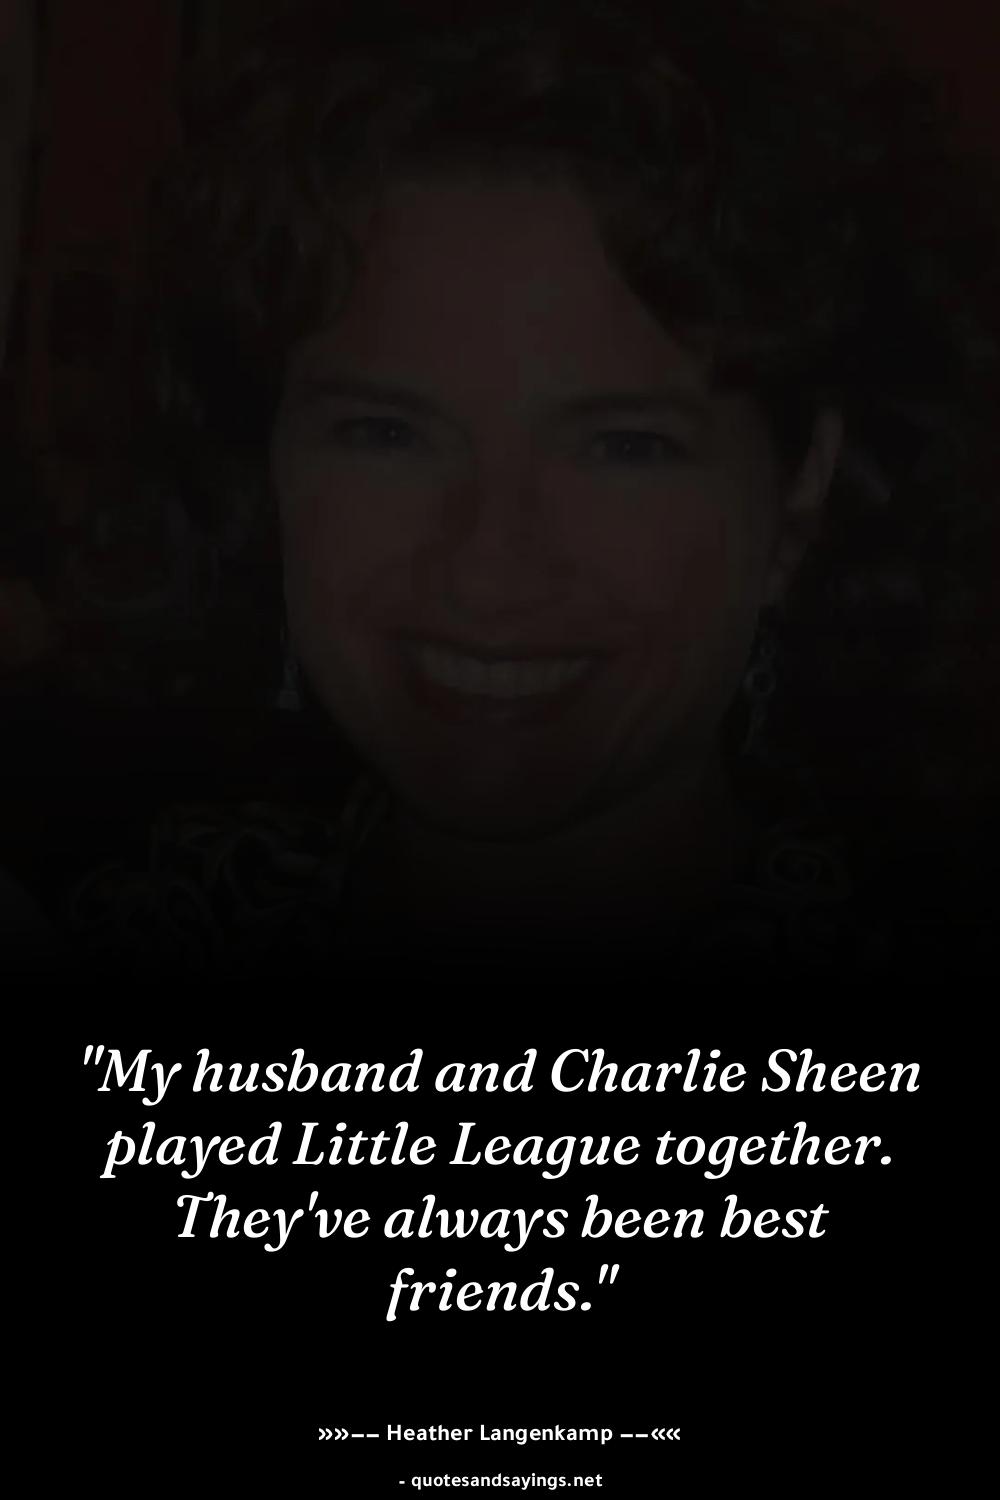 "My husband and Charlie Sheen
played Little League together.
They've always been best
friends."
»»–– Heather Langenkamp ––««
- quotesandsayings.net